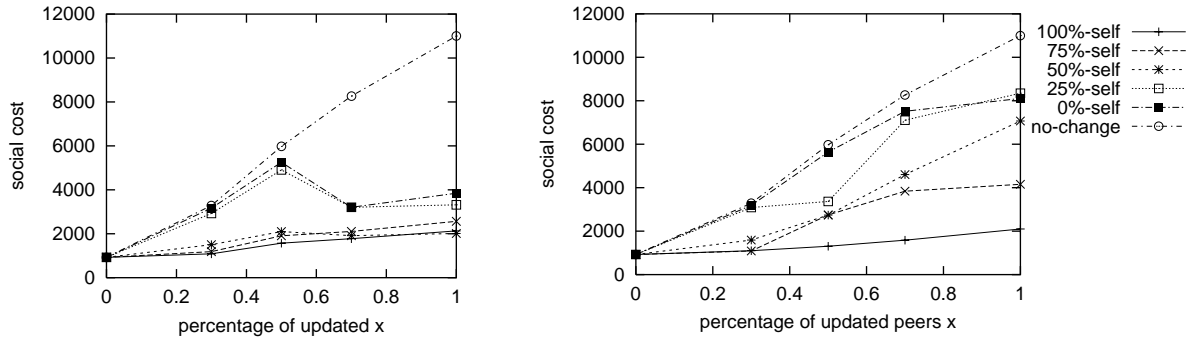 12000
10000
8000
6000
4000
2000
0
social cost
0 0.2 0.4 0.6 0.8 1
percentage of updated x
12000
10000
8000
6000
4000
2000
0
social cost
0 0.2 0.4 0.6 0.8 1
percentage of updated peers x
100%-self
75%-self
50%-self
25%-self
0%-self
no-change